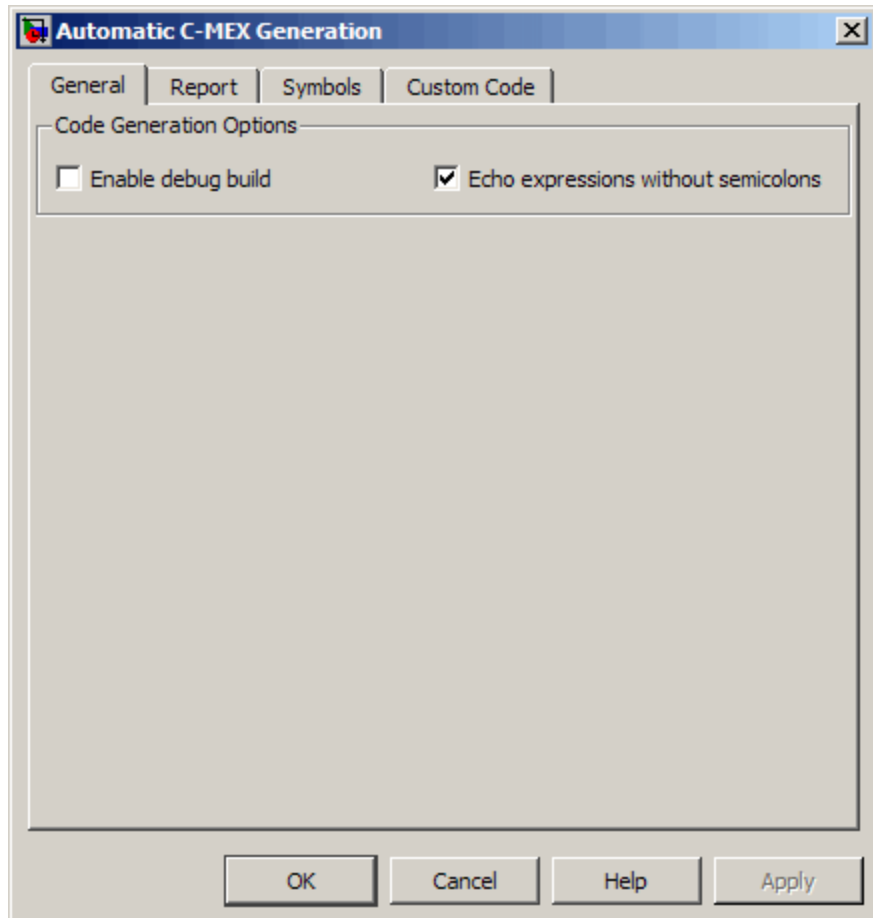 Automatic C-MEX Generation
General Report Symbols Custom Code
Code Generation Options
Enable debug build Echo expressions without semicolons
OK Cancel Help Apply